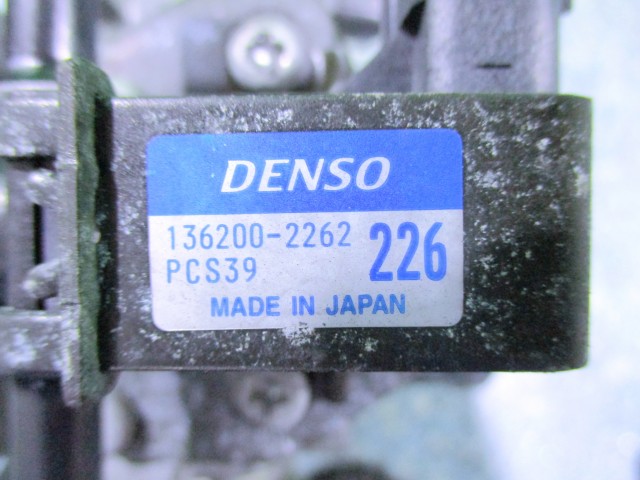 DENSO
136200-2262
PCS39 226
MADE IN JAPAN